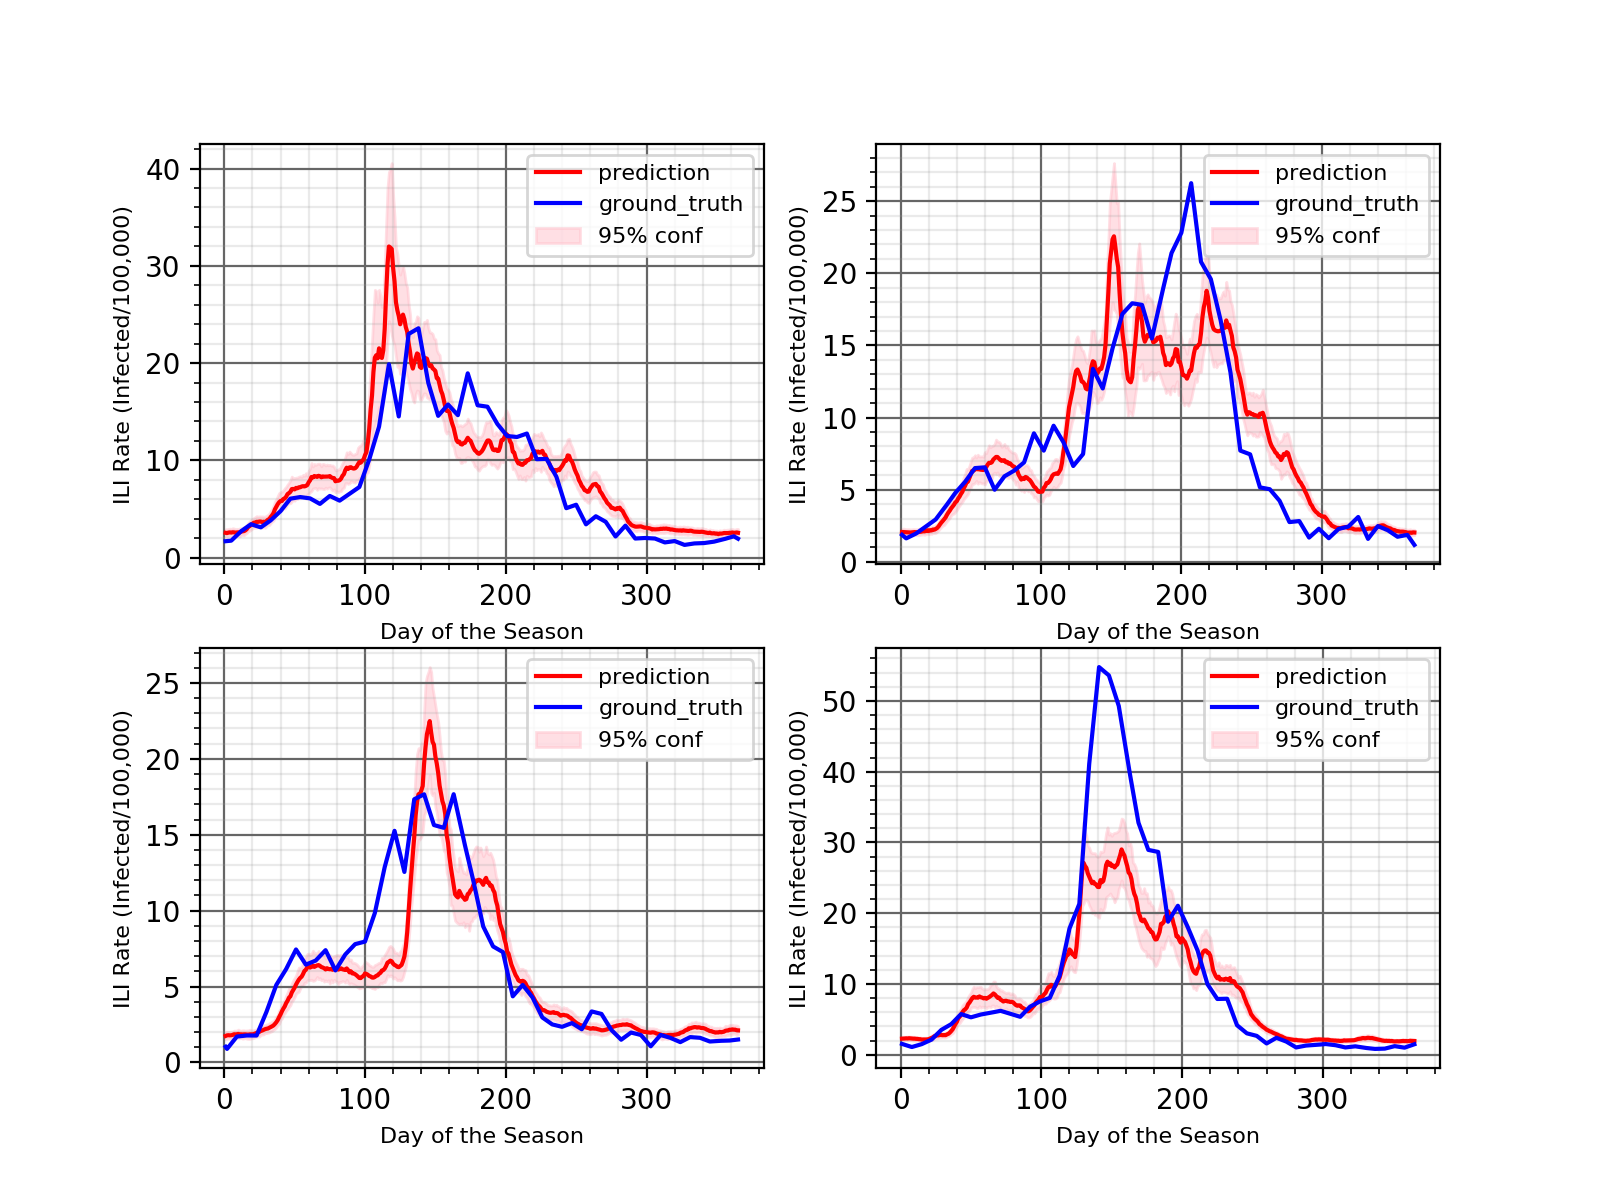 prediction
ground_truth
95% conf
ILI Rate (Infected/100,000)
40
30
20
10
0
0 100 200 300
Day of the Season
prediction
ground_truth
95% conf
ILI Rate (Infected/100,000)
25
20
15
10
5
0
0 100 200 300
Day of the Season
prediction
ground_truth
95% conf
ILI Rate (Infected/100,000)
25
20
15
10
5
0
0 100 200 300
Day of the Season
prediction
ground_truth
95% conf
ILI Rate (Infected/100,000)
50
40
30
20
10
0
0 100 200 300
Day of the Season